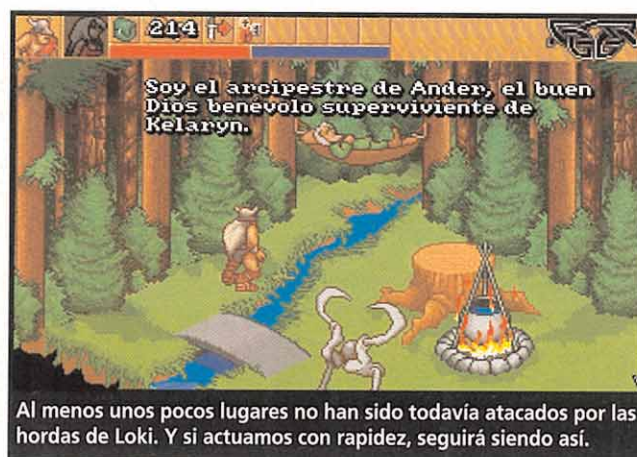 214
Soy el arcipestre de Ander, el buen
Dios benévolo superviviente de
Kelaryn.
Al menos unos pocos lugares no han sido todavía atacados por las
hordas de Loki. Y si actuamos con rapidez, seguirá siendo así.